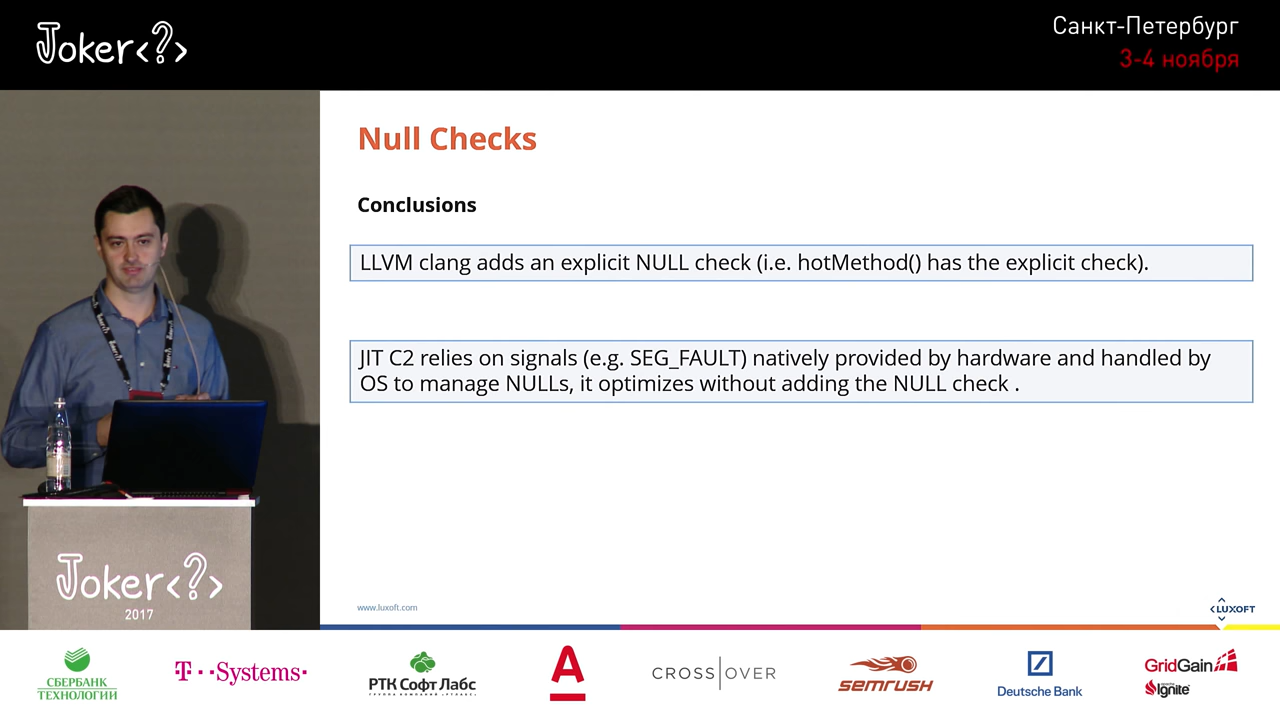 Joker<?>
Санкт-Петербург
3-4 ноября
Null Checks
Conclusions
LLVM clang adds an explicit NULL check (i.e. hotMethod() has the explicit check).
JIT C2 relies on signals (e.g. SEG_FAULT) natively provided by hardware and handled by
OS to manage NULLs, it optimizes without adding the NULL check .
www.luxoft.com
LUXOFT
Joker<?>
2017
СБЕРБАНК
ТЕХНОЛОГИИ
T··Systems·
РТК Софт Лабс
ГРУППА КОМПАНИЙ «РТЛАБС»
А
CROSS|OVER
semrush
Deutsche Bank
GridGain
Ignite